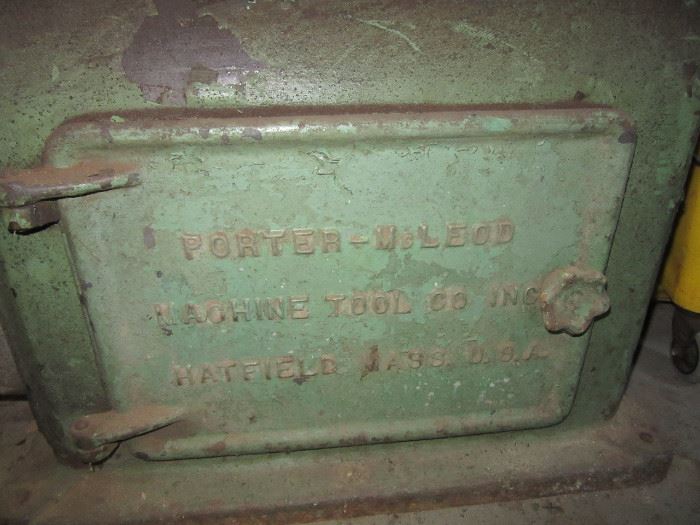 PORTER-McLEOD
MACHINE TOOL CO INC.
HATFIELD MASS. U.S.A.